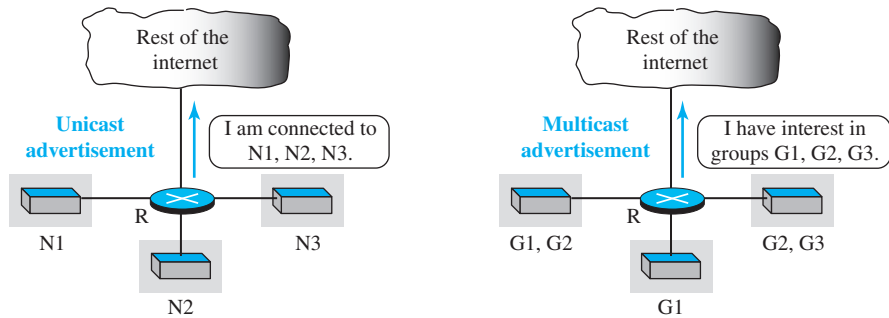 Rest of the
internet
Unicast
advertisement
I am connected to
N1, N2, N3.
R
N1
N3
N2
Rest of the
internet
Multicast
advertisement
I have interest in
groups G1, G2, G3.
R
G1, G2
G2, G3
G1